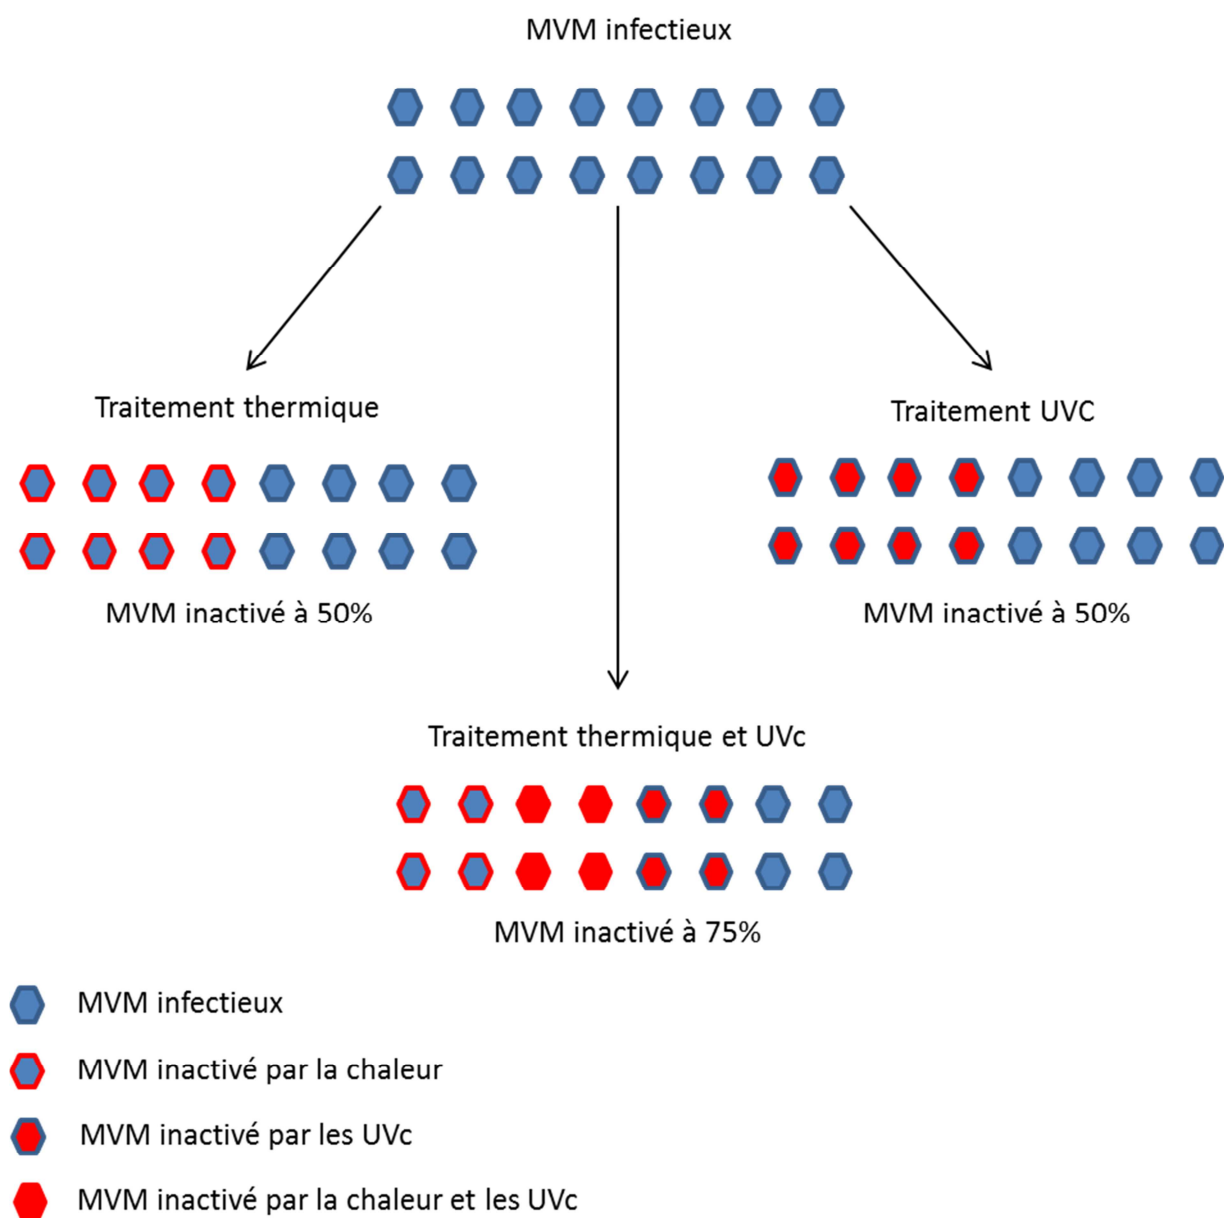 MVM infectieux
Traitement thermique
Traitement UVC
MVM inactivé à 50%
MVM inactivé à 50%
Traitement thermique et UVc
MVM inactivé à 75%
MVM infectieux
MVM inactivé par la chaleur
MVM inactivé par les UVc
MVM inactivé par la chaleur et les UVc